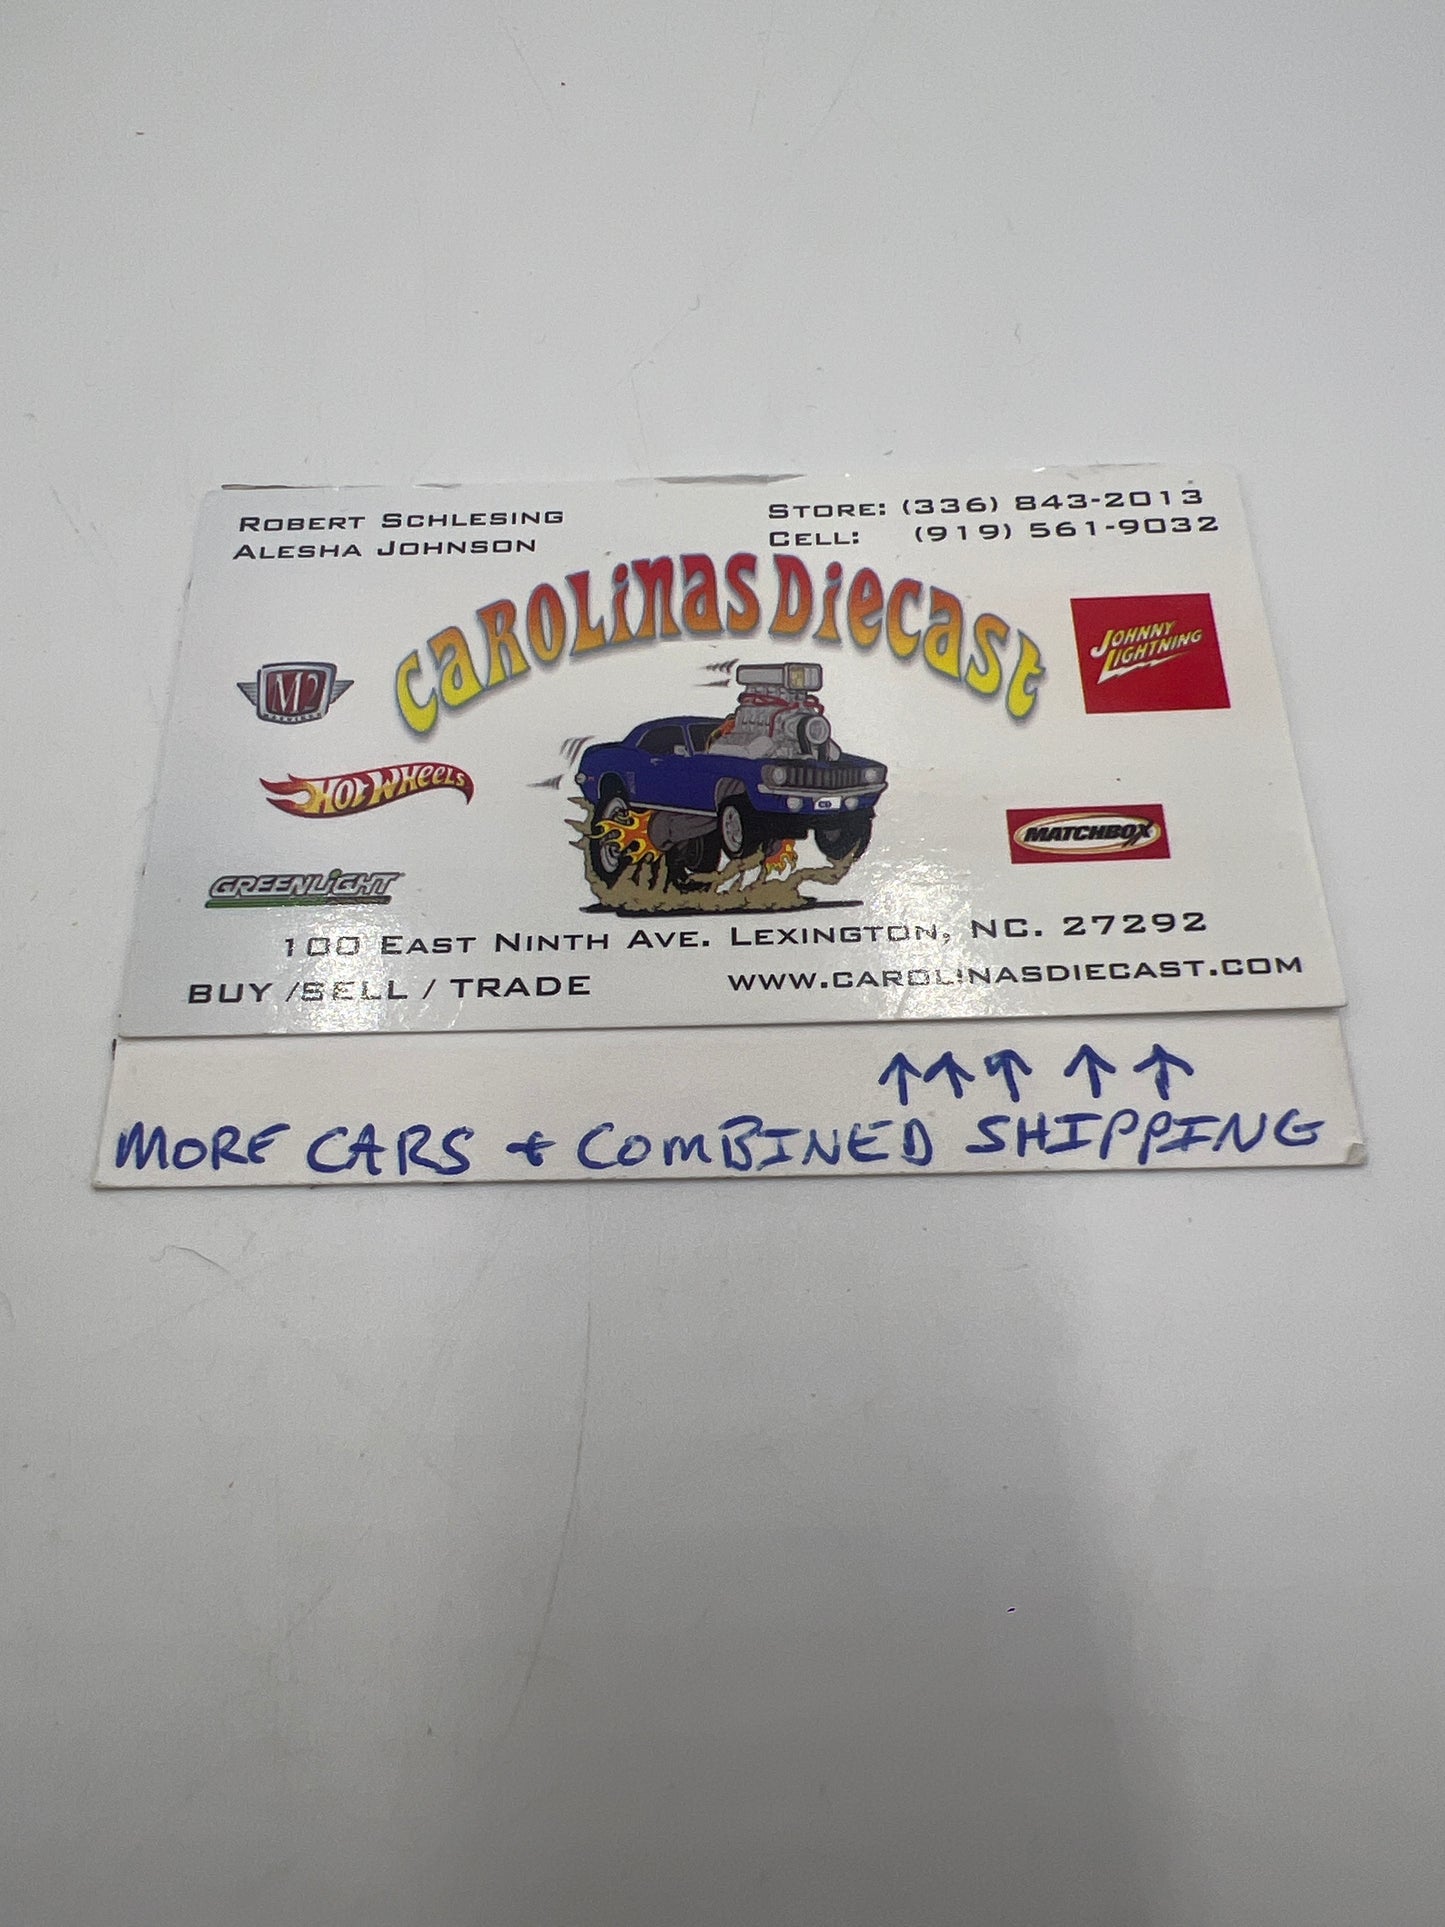 ROBERT SCHLESING
ALESHA JOHNSON
STORE: (336) 843-2013
CELL: (919) 561-9032
CAROLINAS DIECAST
M2
MACHINES
JOHNNY
LIGHTNING
HOT WHEELS
MATCHBOX
GREENLIGHT
100 EAST NINTH AVE. LEXINGTON, NC. 27292
BUY /SELL / TRADE
WWW.CAROLINASDIECAST.COM
↑↑↑↑↑
MORE CARS + COMBINED SHIPPING